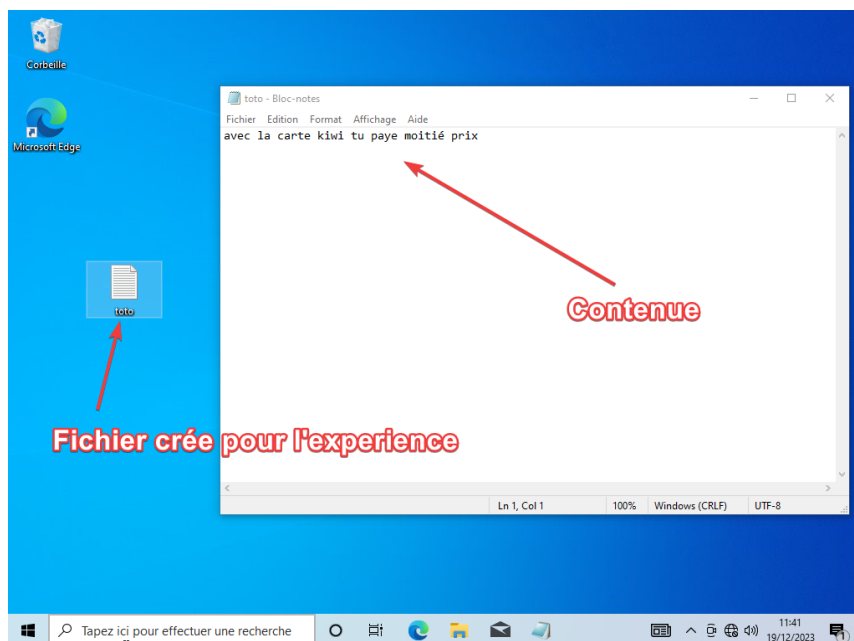 Corbeille
Microsoft Edge
toto - Bloc-notes
Fichier Edition Format Affichage Aide
avec la carte kiwi tu paye moitié prix
toto
Contenue
Fichier crée pour l'experience
Ln 1, Col 1 100% Windows (CRLF) UTF-8
Tapez ici pour effectuer une recherche
11:41
19/12/2023